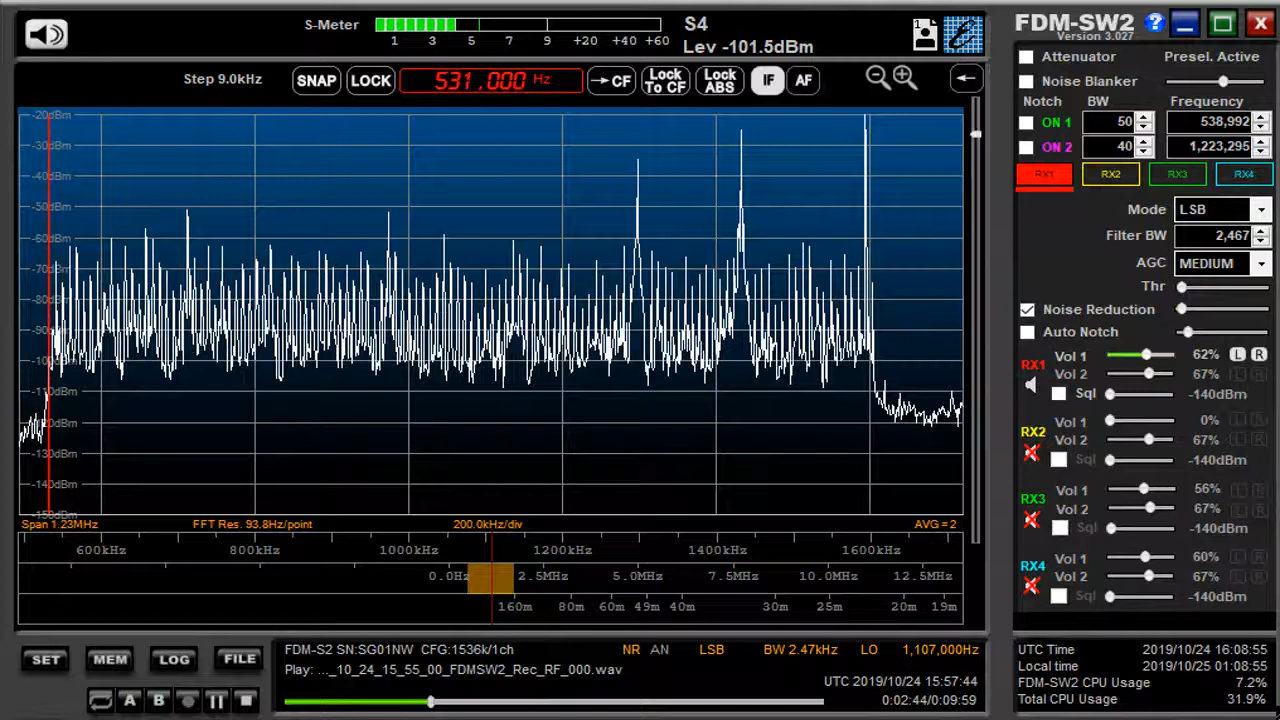 S-Meter
1 3 5 7 9 +20 +40 +60
S4
Lev -101.5dBm
1
FDM-SW2
?
Version 3.027
Step 9.0kHz
SNAP
LOCK
531,000 Hz
→CF
Lock To CF
Lock ABS
IF
AF
Attenuator
Presel. Active
Noise Blanker
Notch BW Frequency
ON 1 50 538,992
ON 2 40 1,223,295
RX1 RX2 RX3 RX4
Mode LSB
Filter BW 2,467
AGC MEDIUM
Thr
Noise Reduction
Auto Notch
RX1
Vol 1 62% L R
Vol 2 67% L R
Sql -140dBm
RX2
Vol 1 0% L R
Vol 2 67% L R
Sql -140dBm
RX3
Vol 1 56% L R
Vol 2 67% L R
Sql -140dBm
RX4
Vol 1 60% L R
Vol 2 67% L R
Sql -140dBm
-20dBm
-30dBm
-40dBm
-50dBm
-60dBm
-70dBm
-80dBm
-90dBm
-100dBm
-110dBm
-120dBm
-130dBm
-140dBm
-150dBm
Span 1.23MHz
FFT Res. 93.8Hz/point
200.0kHz/div
AVG = 2
600kHz 800kHz 1000kHz 1200kHz 1400kHz 1600kHz
0.0Hz 2.5MHz 5.0MHz 7.5MHz 10.0MHz 12.5MHz
160m 80m 60m 49m 40m 30m 25m 20m 19m
SET
MEM
LOG
FILE
A
B
FDM-S2 SN:SG01NW CFG:1536k/1ch
NR AN LSB BW 2.47kHz LO 1,107,000Hz
Play: ..._10_24_15_55_00_FDMSW2_Rec_RF_000.wav
UTC 2019/10/24 15:57:44
0:02:44/0:09:59
UTC Time 2019/10/24 16:08:55
Local time 2019/10/25 01:08:55
FDM-SW2 CPU Usage 7.2%
Total CPU Usage 31.9%